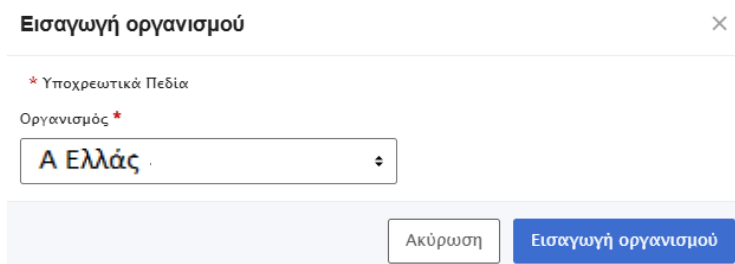 Εισαγωγή οργανισμού
* Υποχρεωτικά Πεδία
Οργανισμός *
Α Ελλάς
Ακύρωση Εισαγωγή οργανισμού